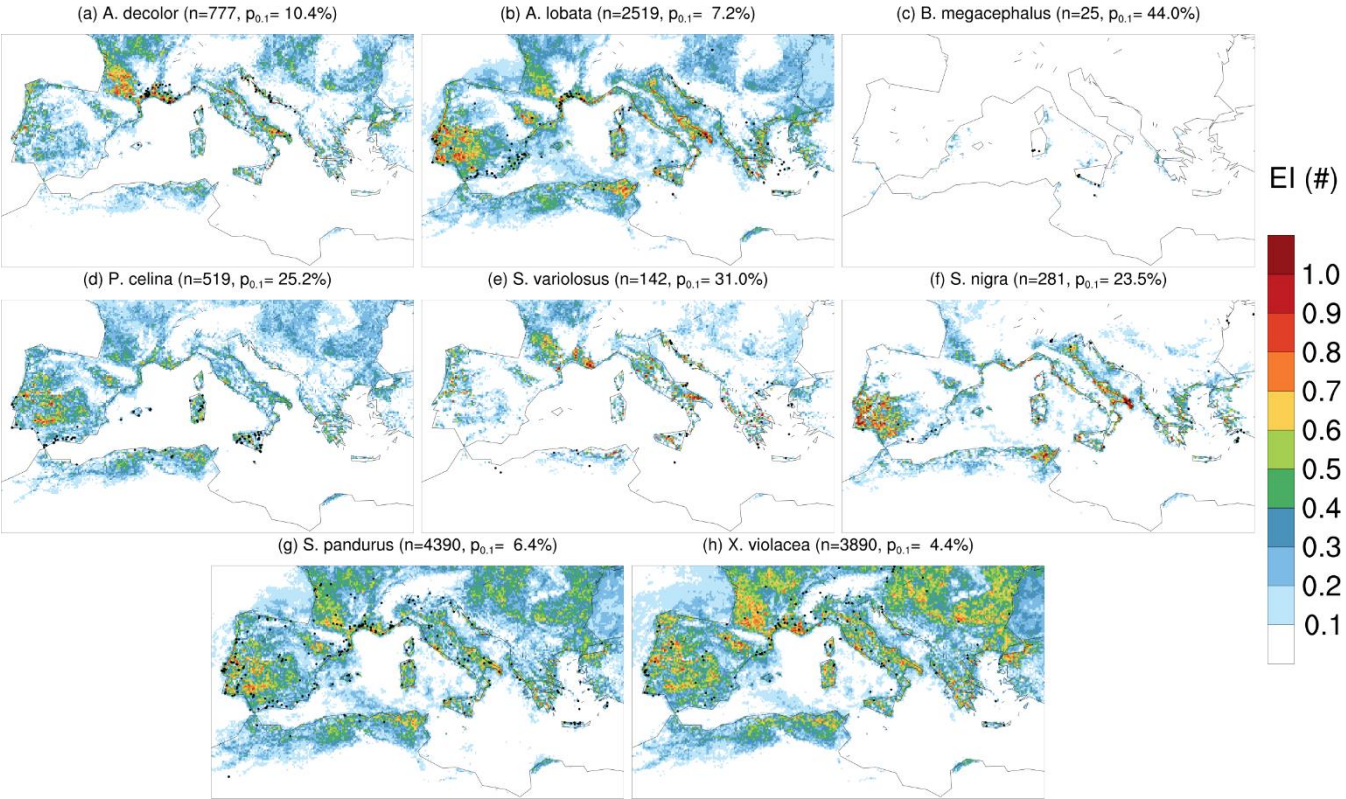 (a) A. decolor (n=777, p0.1= 10.4%)
(b) A. lobata (n=2519, p0.1= 7.2%)
(c) B. megacephalus (n=25, p0.1= 44.0%)
(d) P. celina (n=519, p0.1= 25.2%)
(e) S. variolosus (n=142, p0.1= 31.0%)
(f) S. nigra (n=281, p0.1= 23.5%)
(g) S. pandurus (n=4390, p0.1= 6.4%)
(h) X. violacea (n=3890, p0.1= 4.4%)
EI (#)
1.0
0.9
0.8
0.7
0.6
0.5
0.4
0.3
0.2
0.1